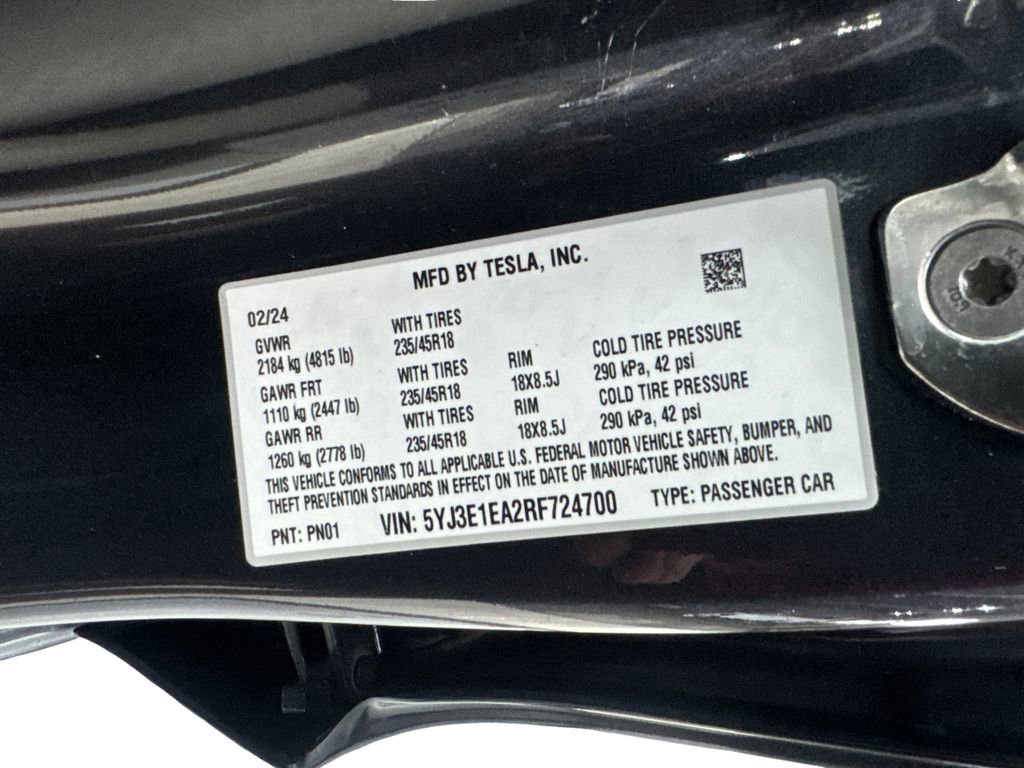 MFD BY TESLA, INC.
02/24
GVWR WITH TIRES
2184 kg (4815 lb) 235/45R18
GAWR FRT WITH TIRES RIM COLD TIRE PRESSURE
1110 kg (2447 lb) 235/45R18 18X8.5J 290 kPa, 42 psi
GAWR RR WITH TIRES RIM COLD TIRE PRESSURE
1260 kg (2778 lb) 235/45R18 18X8.5J 290 kPa, 42 psi
THIS VEHICLE CONFORMS TO ALL APPLICABLE U.S. FEDERAL MOTOR VEHICLE SAFETY, BUMPER, AND
THEFT PREVENTION STANDARDS IN EFFECT ON THE DATE OF MANUFACTURE SHOWN ABOVE.
PNT: PN01 VIN: 5YJ3E1EA2RF724700 TYPE: PASSENGER CAR